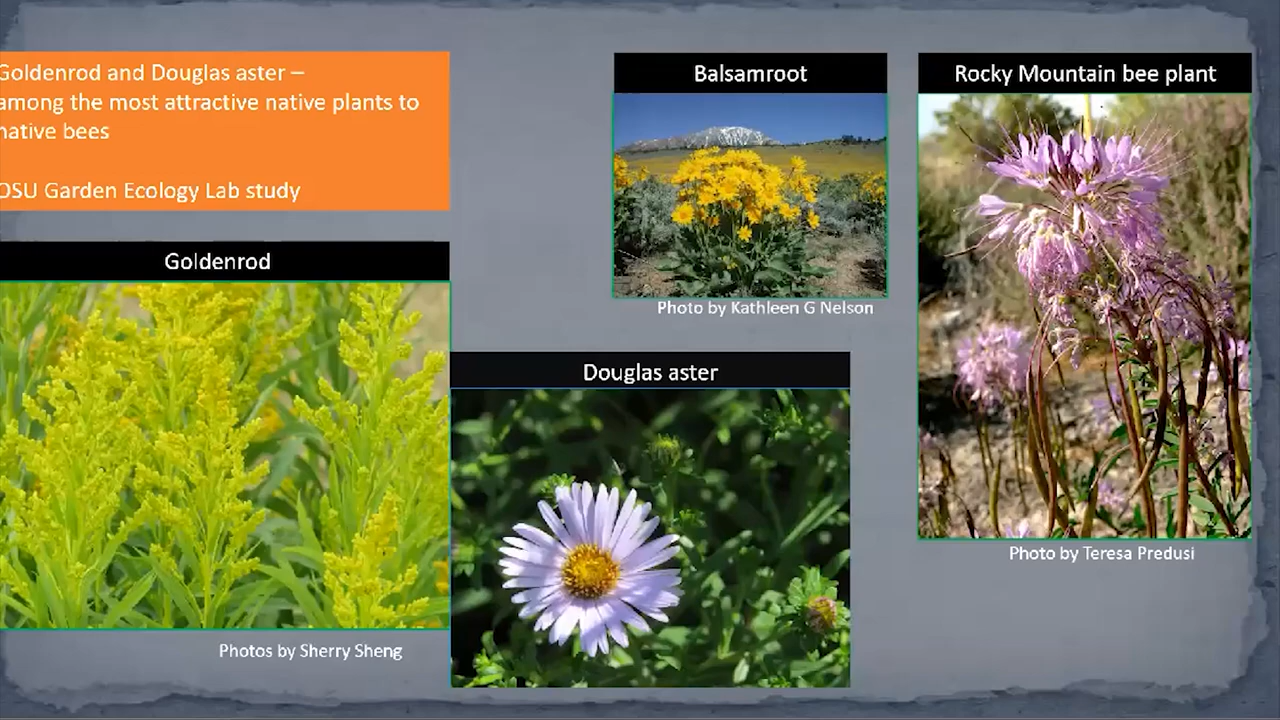 Goldenrod and Douglas aster –
among the most attractive native plants to
native bees
OSU Garden Ecology Lab study
Goldenrod
Photos by Sherry Sheng
Balsamroot
Photo by Kathleen G Nelson
Douglas aster
Rocky Mountain bee plant
Photo by Teresa Predusi